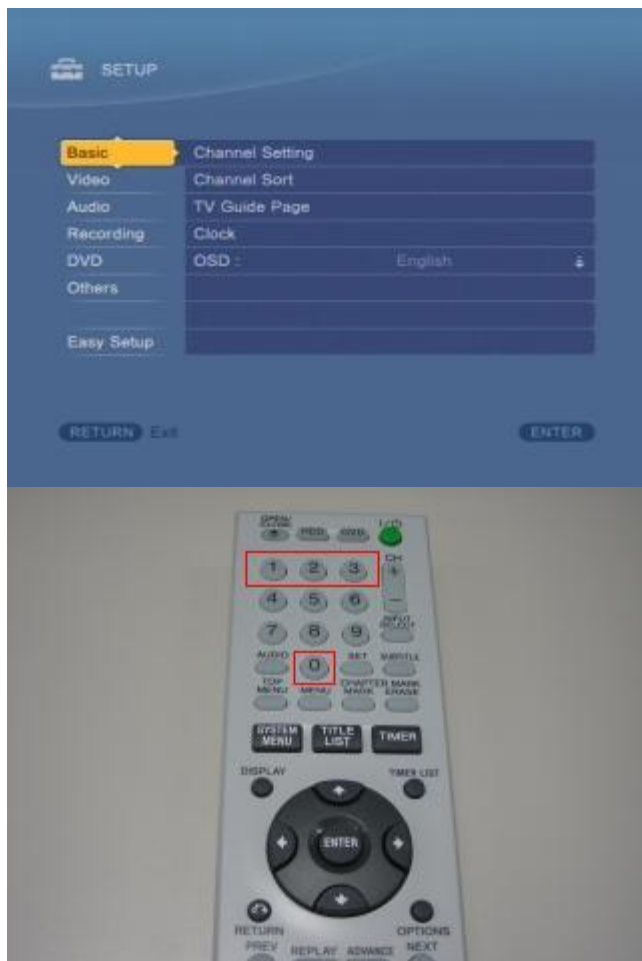 SETUP
Basic
Channel Setting
Video
Channel Sort
Audio
TV Guide Page
Recording
Clock
DVD
OSD :
English
Others
Easy Setup
RETURN Exit
ENTER
OPEN/
HDD
DVD
I/
1
2
3
CH
+
4
5
6
−
7
8
9
INPUT
SELECT
AUDIO
0
SET
SUBTITLE
TOP
MENU
MENU
CHAPTER MARK
MARK
ERASE
SYSTEM
MENU
TITLE
LIST
TIMER
DISPLAY
TIMER LIST
ENTER
RETURN
OPTIONS
PREV
REPLAY
ADVANCE
NEXT